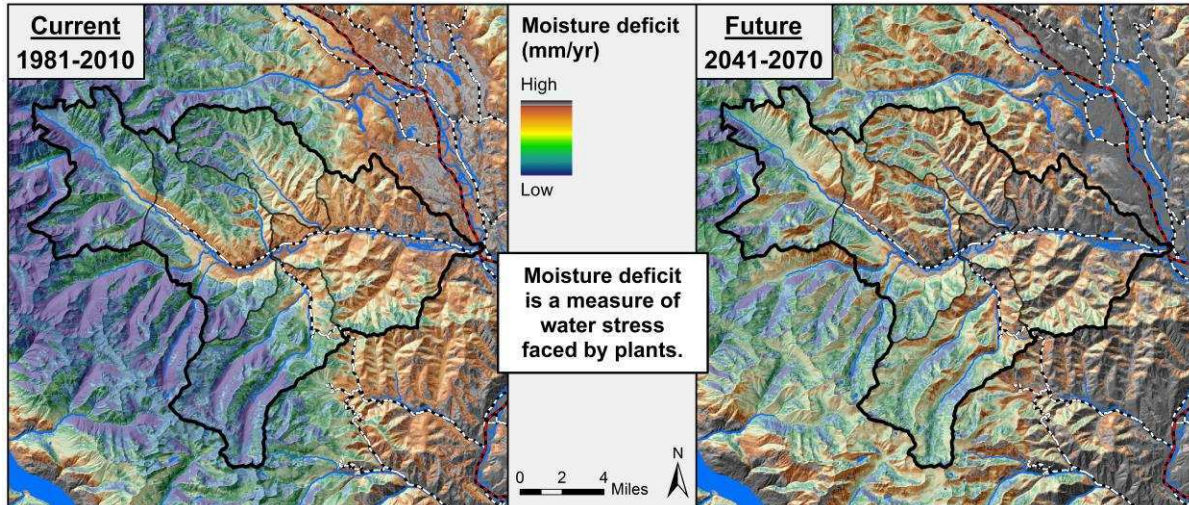 Current
1981-2010
Moisture deficit
(mm/yr)
High
Low
Moisture deficit
is a measure of
water stress
faced by plants.
0 2 4
Miles
N
Future
2041-2070